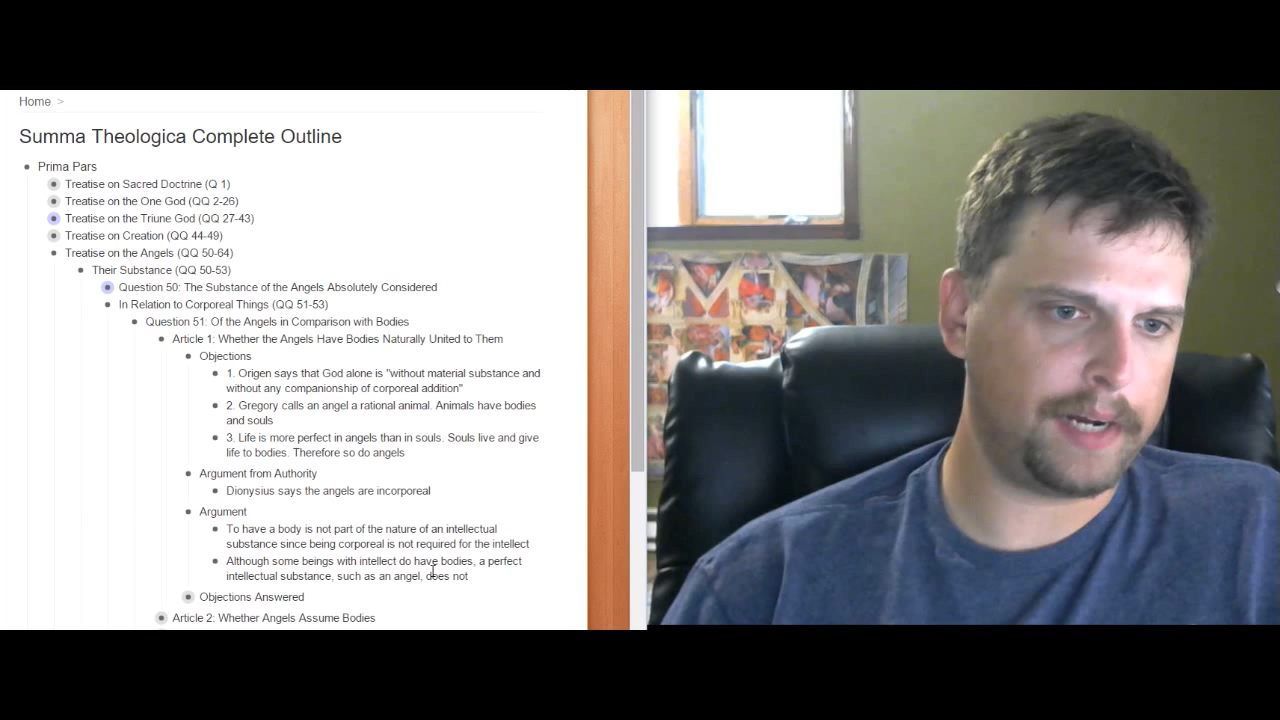 Home >
Summa Theologica Complete Outline
Prima Pars
Treatise on Sacred Doctrine (Q 1)
Treatise on the One God (QQ 2-26)
Treatise on the Triune God (QQ 27-43)
Treatise on Creation (QQ 44-49)
Treatise on the Angels (QQ 50-64)
Their Substance (QQ 50-53)
Question 50: The Substance of the Angels Absolutely Considered
In Relation to Corporeal Things (QQ 51-53)
Question 51: Of the Angels in Comparison with Bodies
Article 1: Whether the Angels Have Bodies Naturally United to Them
Objections
1. Origen says that God alone is "without material substance and
without any companionship of corporeal addition"
2. Gregory calls an angel a rational animal. Animals have bodies
and souls
3. Life is more perfect in angels than in souls. Souls live and give
life to bodies. Therefore so do angels
Argument from Authority
Dionysius says the angels are incorporeal
Argument
To have a body is not part of the nature of an intellectual
substance since being corporeal is not required for the intellect
Although some beings with intellect do have bodies, a perfect
intellectual substance, such as an angel, does not
Objections Answered
Article 2: Whether Angels Assume Bodies